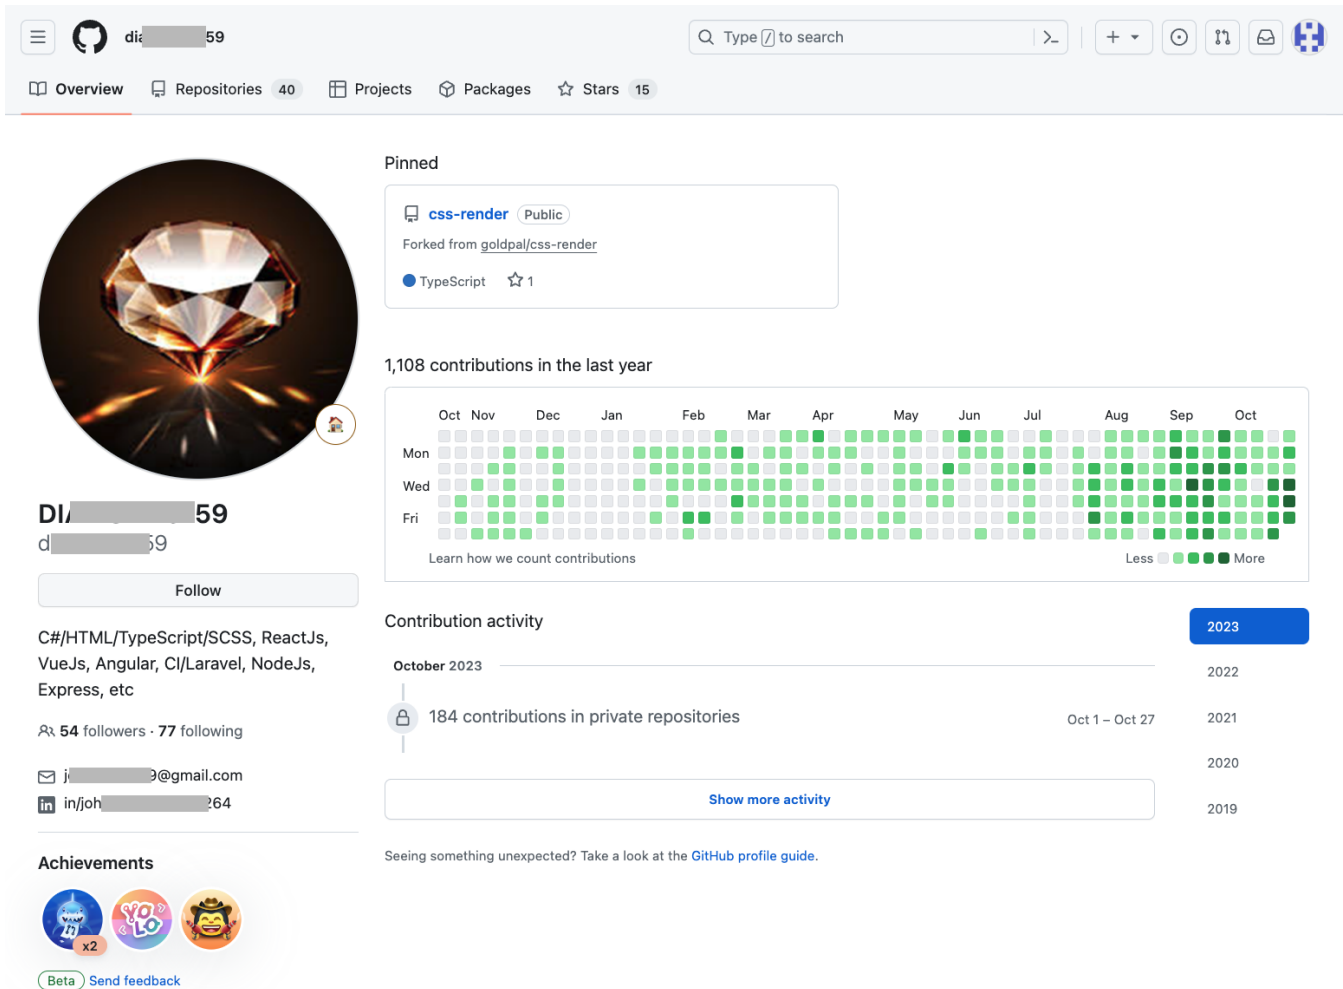 dia 59
Type / to search
Overview
Repositories 40
Projects
Packages
Stars 15
Pinned
css-render Public
Forked from goldpal/css-render
TypeScript 1
1,108 contributions in the last year
Oct Nov Dec Jan Feb Mar Apr May Jun Jul Aug Sep Oct
Mon
Wed
Fri
Learn how we count contributions
Less More
DIA 59
d 59
Follow
C#/HTML/TypeScript/SCSS, ReactJs,
VueJs, Angular, CI/Laravel, NodeJs,
Express, etc
54 followers · 77 following
j 9@gmail.com
in/joh 264
Achievements
YOLO
x2
Beta Send feedback
Contribution activity
2023
2022
2021
2020
2019
October 2023
184 contributions in private repositories
Oct 1 – Oct 27
Show more activity
Seeing something unexpected? Take a look at the GitHub profile guide.